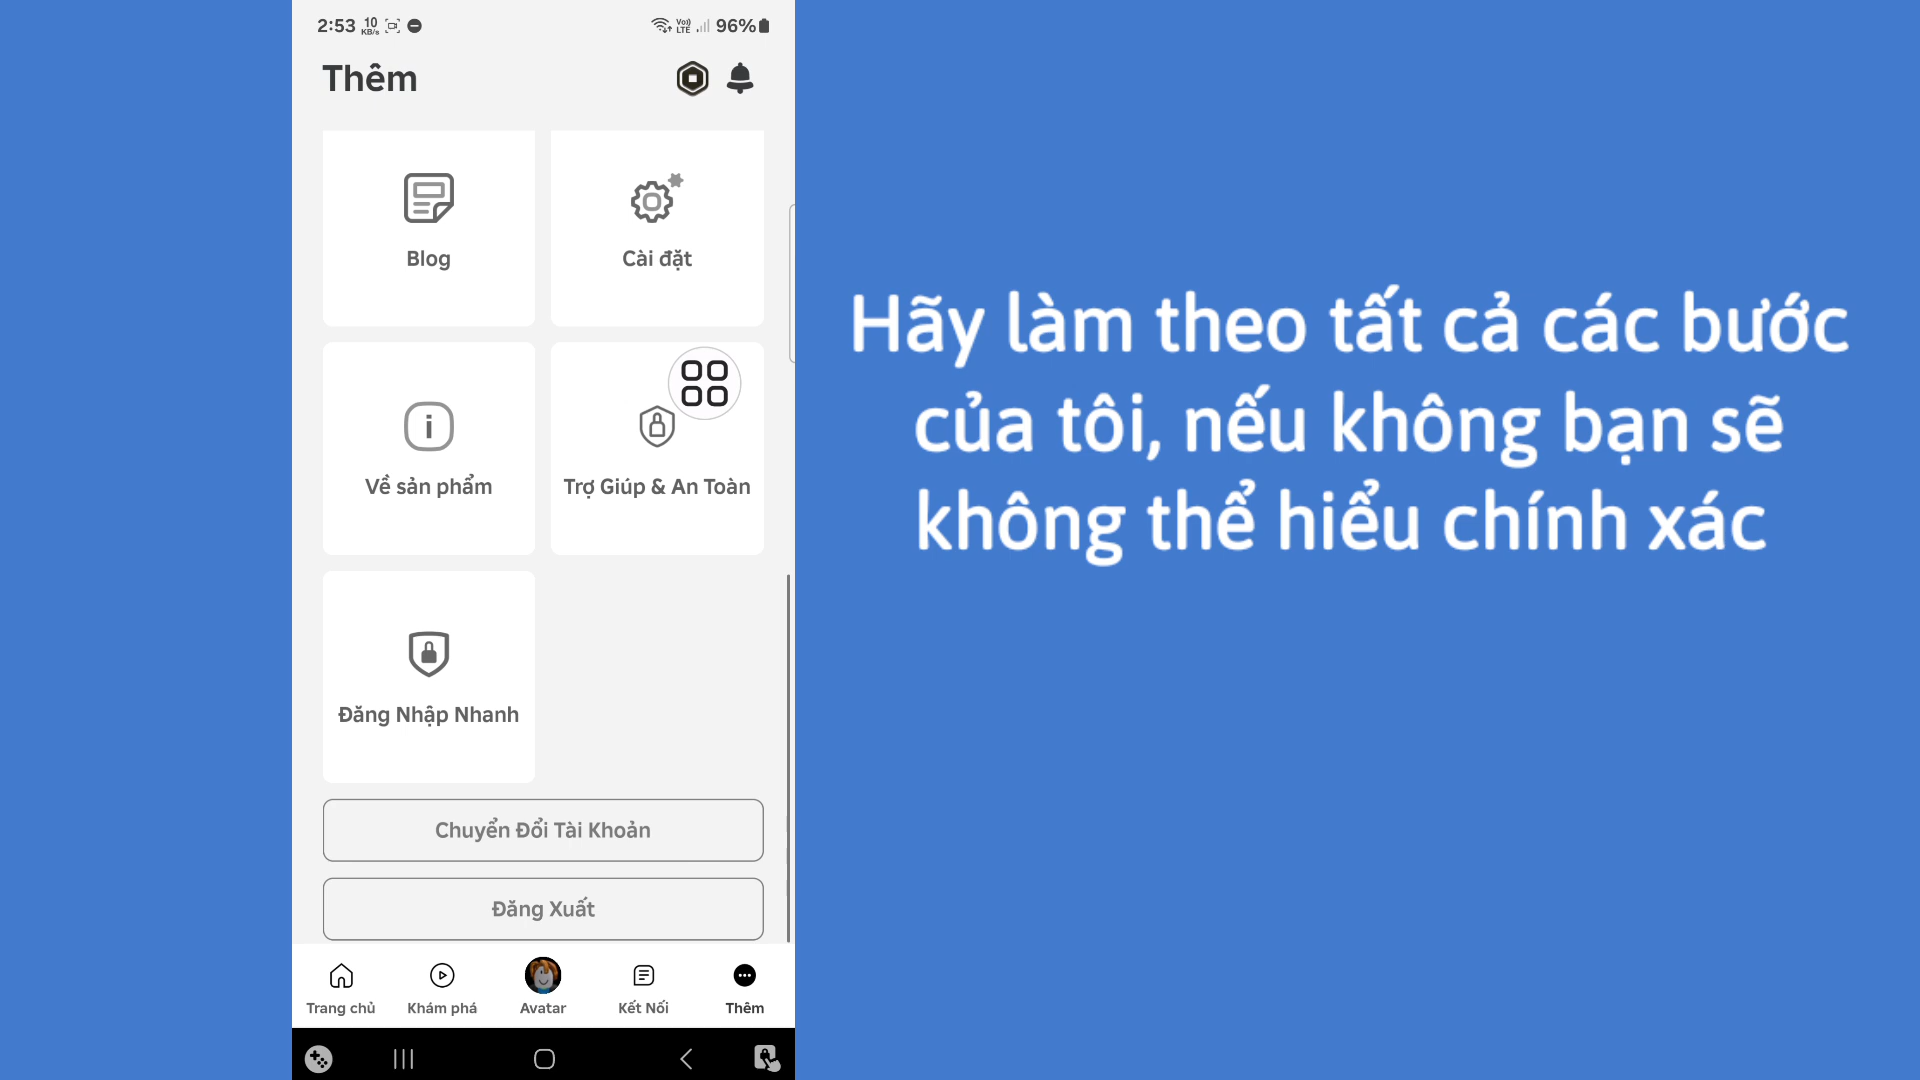 2:53 10 KB/s Vo)) LTE 96%
Thêm
Blog
Cài đặt
Về sản phẩm
Trợ Giúp & An Toàn
Đăng Nhập Nhanh
Chuyển Đổi Tài Khoản
Đăng Xuất
Trang chủ
Khám phá
Avatar
Kết Nối
Thêm
Hãy làm theo tất cả các bước
của tôi, nếu không bạn sẽ
không thể hiểu chính xác